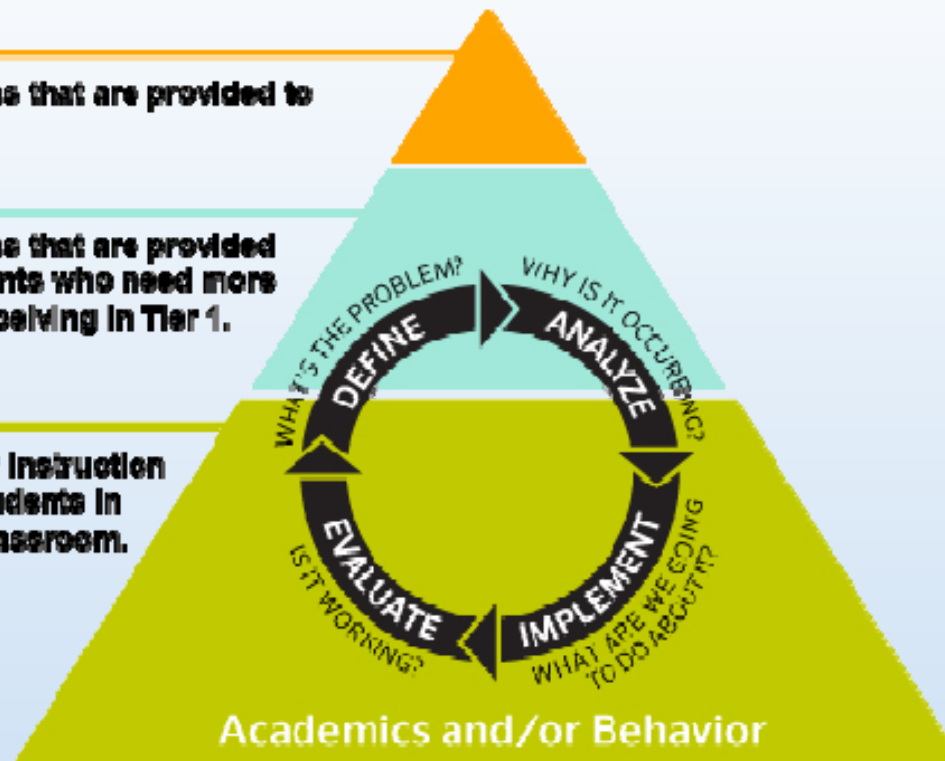 s that are provided to
s that are provided
nts who need more
ceiving in Tier 1.
Instruction
dents in
assroom.
WHAT'S THE PROBLEM?
DEFINE
WHY IS IT OCCURRING?
ANALYZE
IMPLEMENT
WHAT ARE WE GOING
TO DO ABOUT IT?
EVALUATE
IS IT WORKING?
Academics and/or Behavior